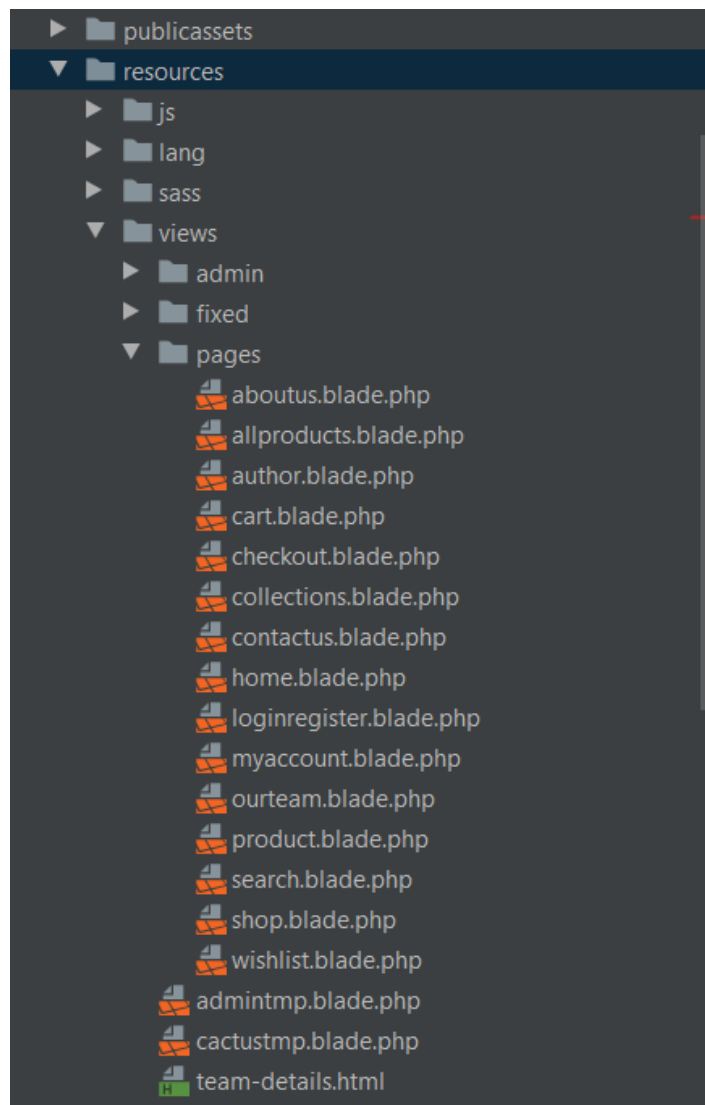 publicassets
resources
js
lang
sass
views
admin
fixed
pages
aboutus.blade.php
allproducts.blade.php
author.blade.php
cart.blade.php
checkout.blade.php
collections.blade.php
contactus.blade.php
home.blade.php
loginregister.blade.php
myaccount.blade.php
ourteam.blade.php
product.blade.php
search.blade.php
shop.blade.php
wishlist.blade.php
admintmp.blade.php
cactustmp.blade.php
H team-details.html